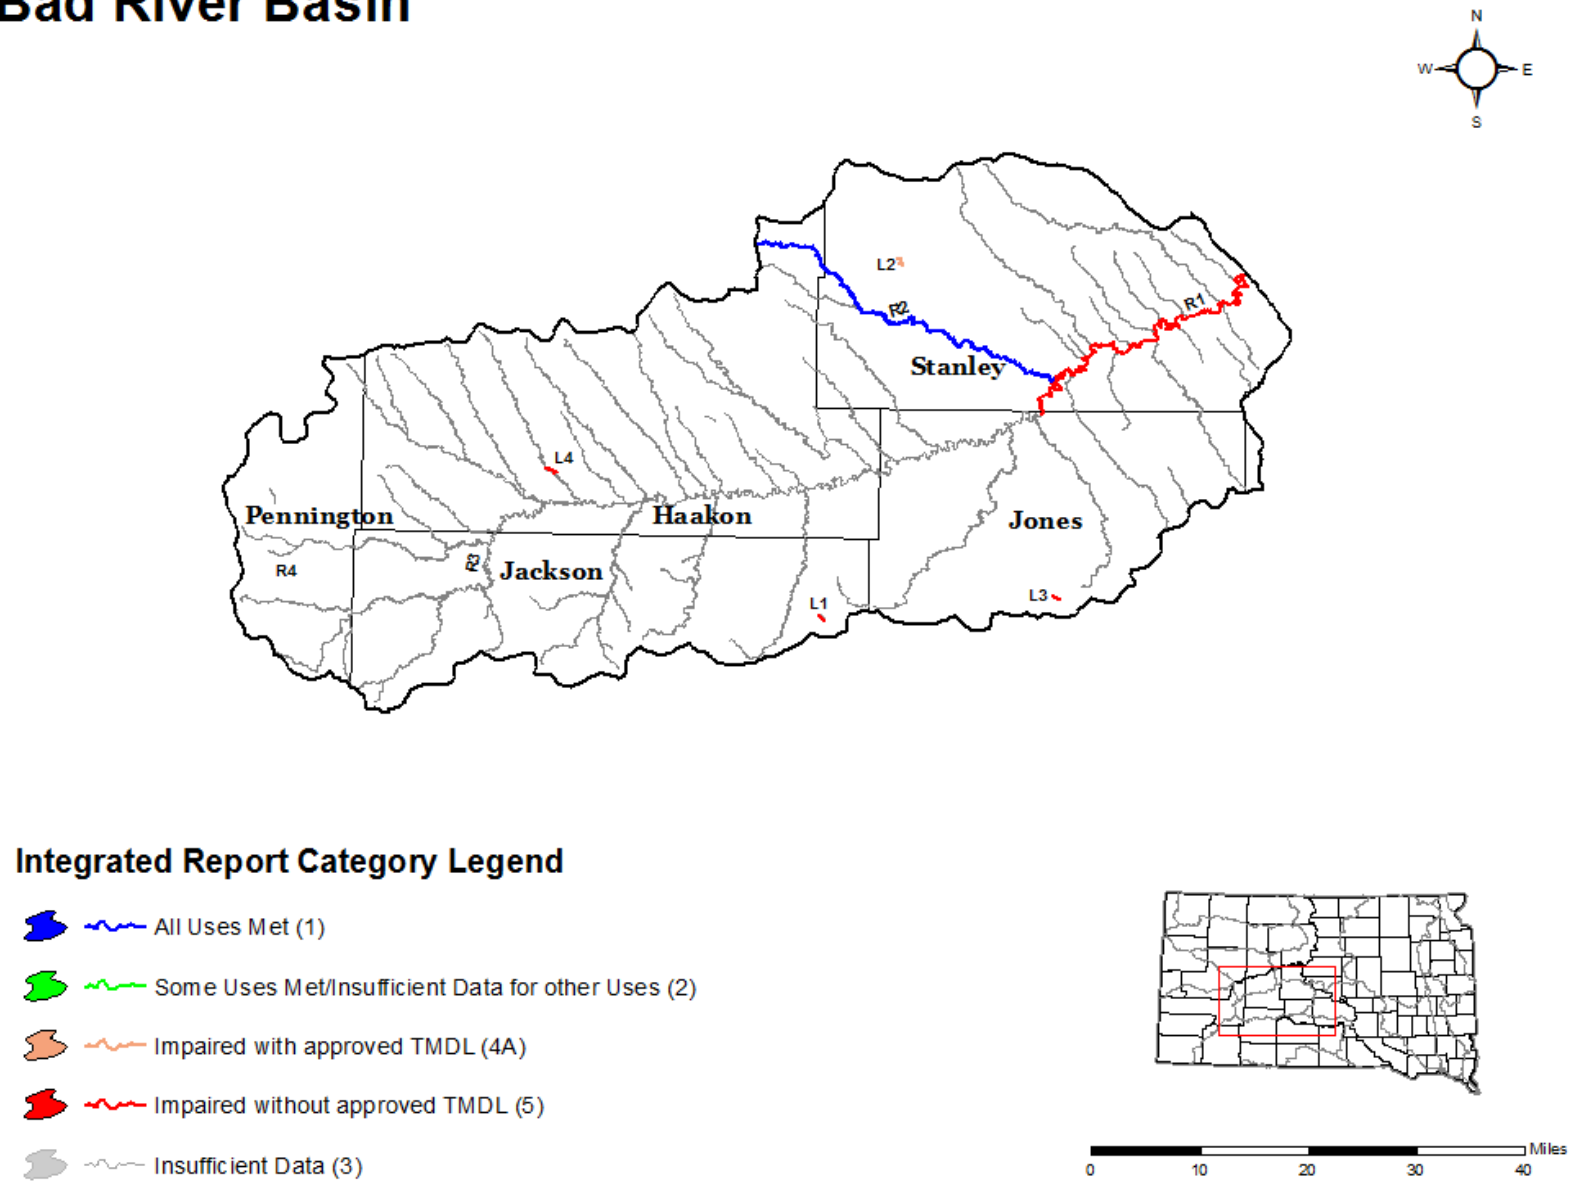 Bad River Basin
N
W E
S
L2
R2
R1
Stanley
L4
Pennington
Haakon
Jones
R3
R4
Jackson
L1
L3
Integrated Report Category Legend
All Uses Met (1)
Some Uses Met/Insufficient Data for other Uses (2)
Impaired with approved TMDL (4A)
Impaired without approved TMDL (5)
Insufficient Data (3)
Miles
0 10 20 30 40